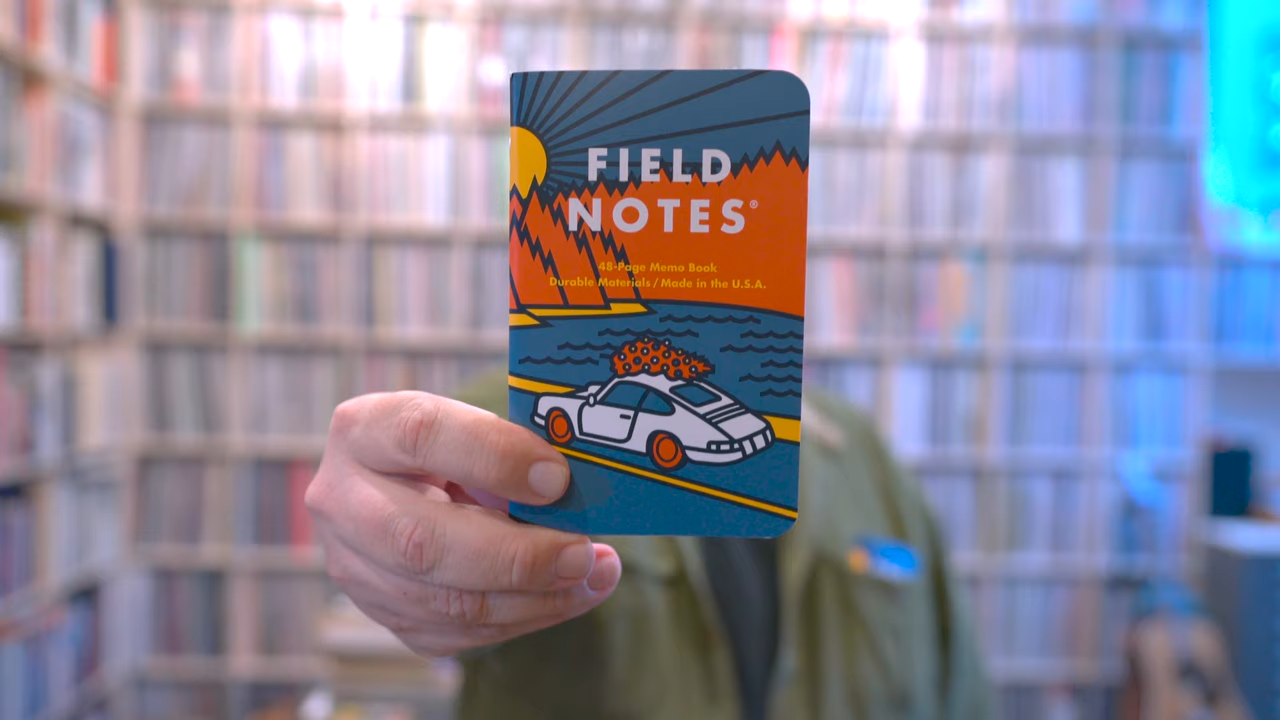 FIELD
NOTES®
48-Page Memo Book
Durable Materials / Made in the U.S.A.